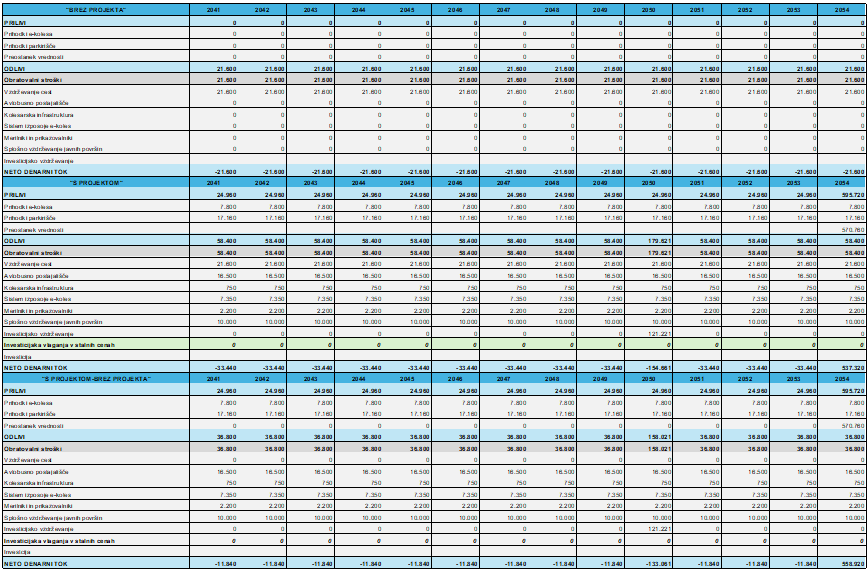 "BREZ PROJEKTA" 2041 2042 2043 2044 2045 2046 2047 2048 2049 2050 2051 2052 2053 2054
PRILIVI 0 0 0 0 0 0 0 0 0 0 0 0 0 0
Prihodki e-kolesa 0 0 0 0 0 0 0 0 0 0 0 0 0 0
Prihodki parkirišče 0 0 0 0 0 0 0 0 0 0 0 0 0 0
Preostanek vrednosti 0 0 0 0 0 0 0 0 0 0 0 0 0 0
ODLIVI 21.600 21.600 21.600 21.600 21.600 21.600 21.600 21.600 21.600 21.600 21.600 21.600 21.600 21.600
Obratovalni stroški 21.600 21.600 21.600 21.600 21.600 21.600 21.600 21.600 21.600 21.600 21.600 21.600 21.600 21.600
Vzdrževanje cest 21.600 21.600 21.600 21.600 21.600 21.600 21.600 21.600 21.600 21.600 21.600 21.600 21.600 21.600
Avtobusno postajališče 0 0 0 0 0 0 0 0 0 0 0 0 0 0
Kolesarska infrastruktura 0 0 0 0 0 0 0 0 0 0 0 0 0 0
Sistem izposoje e-koles 0 0 0 0 0 0 0 0 0 0 0 0 0 0
Merilniki in prikazovalniki 0 0 0 0 0 0 0 0 0 0 0 0 0 0
Splošno vzdrževanje javnih površin 0 0 0 0 0 0 0 0 0 0 0 0 0 0
Investicijsko vzdrževanje
NETO DENARNI TOK -21.600 -21.600 -21.600 -21.600 -21.600 -21.600 -21.600 -21.600 -21.600 -21.600 -21.600 -21.600 -21.600 -21.600
"S PROJEKTOM" 2041 2042 2043 2044 2045 2046 2047 2048 2049 2050 2051 2052 2053 2054
PRILIVI 24.960 24.960 24.960 24.960 24.960 24.960 24.960 24.960 24.960 24.960 24.960 24.960 24.960 595.720
Prihodki e-kolesa 7.800 7.800 7.800 7.800 7.800 7.800 7.800 7.800 7.800 7.800 7.800 7.800 7.800 7.800
Prihodki parkirišče 17.160 17.160 17.160 17.160 17.160 17.160 17.160 17.160 17.160 17.160 17.160 17.160 17.160 17.160
Preostanek vrednosti 570.760
ODLIVI 58.400 58.400 58.400 58.400 58.400 58.400 58.400 58.400 58.400 179.621 58.400 58.400 58.400 58.400
Obratovalni stroški 58.400 58.400 58.400 58.400 58.400 58.400 58.400 58.400 58.400 179.621 58.400 58.400 58.400 58.400
Vzdrževanje cest 21.600 21.600 21.600 21.600 21.600 21.600 21.600 21.600 21.600 21.600 21.600 21.600 21.600 21.600
Avtobusno postajališče 16.500 16.500 16.500 16.500 16.500 16.500 16.500 16.500 16.500 16.500 16.500 16.500 16.500 16.500
Kolesarska infrastruktura 750 750 750 750 750 750 750 750 750 750 750 750 750 750
Sistem izposoje e-koles 7.350 7.350 7.350 7.350 7.350 7.350 7.350 7.350 7.350 7.350 7.350 7.350 7.350 7.350
Merilniki in prikazovalniki 2.200 2.200 2.200 2.200 2.200 2.200 2.200 2.200 2.200 2.200 2.200 2.200 2.200 2.200
Splošno vzdrževanje javnih površin 10.000 10.000 10.000 10.000 10.000 10.000 10.000 10.000 10.000 10.000 10.000 10.000 10.000 10.000
Investicijsko vzdrževanje 0 0 0 0 0 0 0 0 0 121.221 0 0 0 0
Investicijska vlaganja v stalnih cenah 0 0 0 0 0 0 0 0 0 0 0 0 0 0
Investicija
NETO DENARNI TOK -33.440 -33.440 -33.440 -33.440 -33.440 -33.440 -33.440 -33.440 -33.440 -154.661 -33.440 -33.440 -33.440 537.320
"S PROJEKTOM-BREZ PROJEKTA" 2041 2042 2043 2044 2045 2046 2047 2048 2049 2050 2051 2052 2053 2054
PRILIVI 24.960 24.960 24.960 24.960 24.960 24.960 24.960 24.960 24.960 24.960 24.960 24.960 24.960 595.720
Prihodki e-kolesa 7.800 7.800 7.800 7.800 7.800 7.800 7.800 7.800 7.800 7.800 7.800 7.800 7.800 7.800
Prihodki parkirišče 17.160 17.160 17.160 17.160 17.160 17.160 17.160 17.160 17.160 17.160 17.160 17.160 17.160 17.160
Preostanek vrednosti 0 0 0 0 0 0 0 0 0 0 0 0 0 570.760
ODLIVI 36.800 36.800 36.800 36.800 36.800 36.800 36.800 36.800 36.800 158.021 36.800 36.800 36.800 36.800
Obratovalni stroški 36.800 36.800 36.800 36.800 36.800 36.800 36.800 36.800 36.800 158.021 36.800 36.800 36.800 36.800
Vzdrževanje cest 0 0 0 0 0 0 0 0 0 0 0 0 0 0
Avtobusno postajališče 16.500 16.500 16.500 16.500 16.500 16.500 16.500 16.500 16.500 16.500 16.500 16.500 16.500 16.500
Kolesarska infrastruktura 750 750 750 750 750 750 750 750 750 750 750 750 750 750
Sistem izposoje e-koles 7.350 7.350 7.350 7.350 7.350 7.350 7.350 7.350 7.350 7.350 7.350 7.350 7.350 7.350
Merilniki in prikazovalniki 2.200 2.200 2.200 2.200 2.200 2.200 2.200 2.200 2.200 2.200 2.200 2.200 2.200 2.200
Splošno vzdrževanje javnih površin 10.000 10.000 10.000 10.000 10.000 10.000 10.000 10.000 10.000 10.000 10.000 10.000 10.000 10.000
Investicijsko vzdrževanje 0 0 0 0 0 0 0 0 0 121.221 0 0 0 0
Investicijska vlaganja v stalnih cenah 0 0 0 0 0 0 0 0 0 0 0 0 0 0
Investicija
NETO DENARNI TOK -11.840 -11.840 -11.840 -11.840 -11.840 -11.840 -11.840 -11.840 -11.840 -133.061 -11.840 -11.840 -11.840 558.920